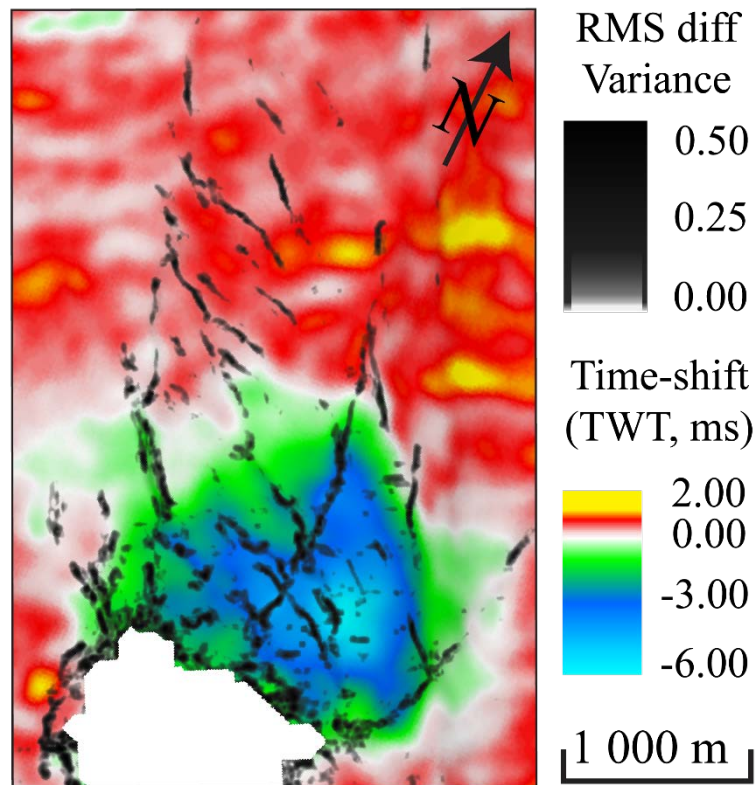 N
RMS diff
Variance
0.50
0.25
0.00
Time-shift
(TWT, ms)
2.00
0.00
-3.00
-6.00
1 000 m